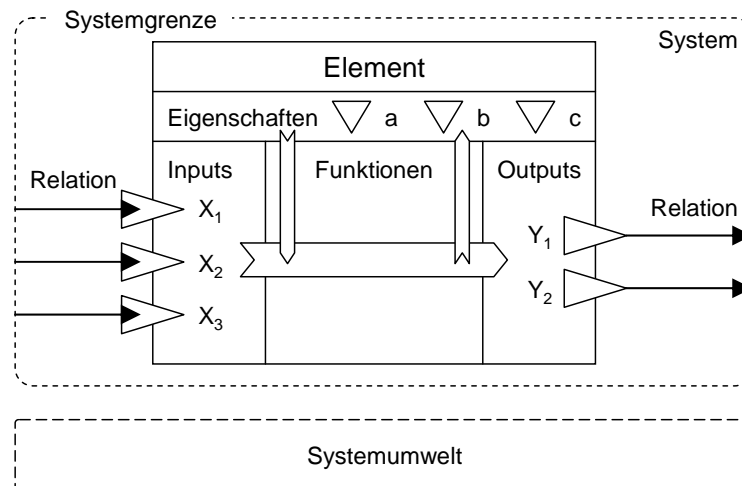 Systemgrenze
System
Element
Eigenschaften a b c
Inputs Funktionen Outputs
Relation
Relation
X1
X2
X3
Y1
Y2
Systemumwelt